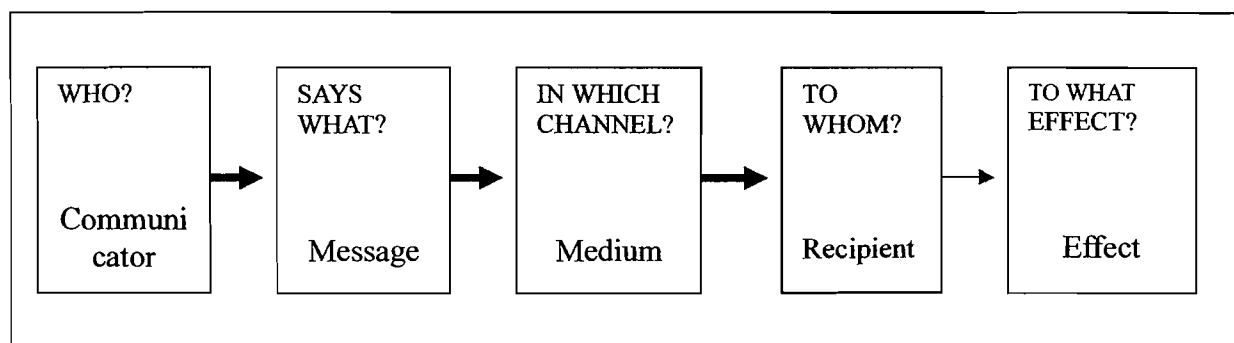 WHO?
Communi
cator
SAYS
WHAT?
Message
IN WHICH
CHANNEL?
Medium
TO
WHOM?
Recipient
TO WHAT
EFFECT?
Effect